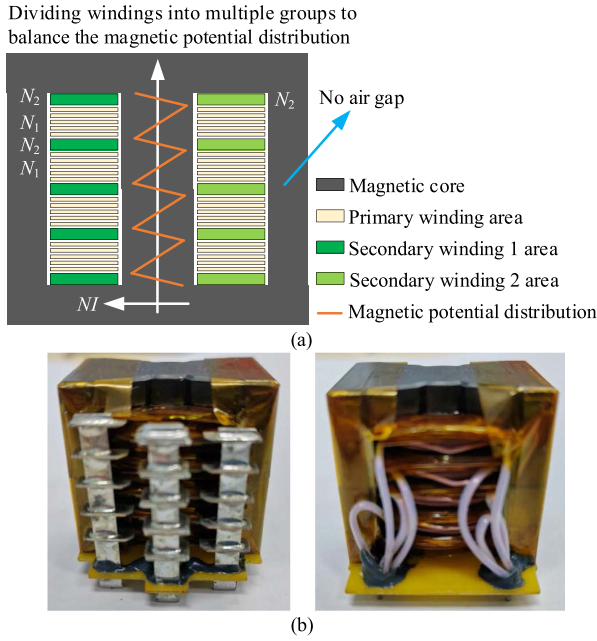 Dividing windings into multiple groups to
balance the magnetic potential distribution
N2
N1
N2
N1
N2
No air gap
Magnetic core
Primary winding area
Secondary winding 1 area
Secondary winding 2 area
Magnetic potential distribution
NI
(a)
(b)